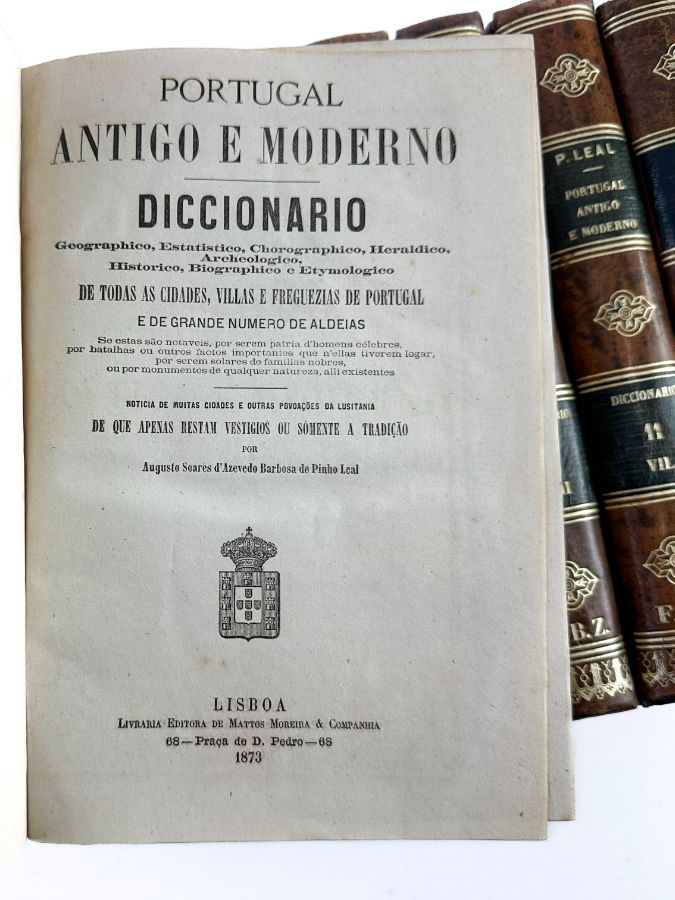 PORTUGAL
ANTIGO E MODERNO
DICCIONARIO
Geographico, Estatistico, Chorographico, Heraldico,
Archeologico,
Historico, Biographico e Etymologico
DE TODAS AS CIDADES, VILLAS E FREGUEZIAS DE PORTUGAL
E DE GRANDE NUMERO DE ALDEIAS
Se estas são notaveis, por serem patria d'homens célebres,
por batalhas ou outros factos importantes que n'ellas tiverem logar,
por serem solares de familias nobres,
ou por monumentos de qualquer natureza, alli existentes
NOTICIA DE MUITAS CIDADES E OUTRAS POVOAÇÕES DA LUSITANIA
DE QUE APENAS RESTAM VESTIGIOS OU SÓMENTE A TRADIÇÃO
POR
Augusto Soares d'Azevedo Barbosa de Pinho Leal
LISBOA
LIVRARIA EDITORA DE MATTOS MOREIRA & COMPANHIA
68—Praça de D. Pedro—68
1873
P. LEAL
PORTUGAL
ANTIGO
E MODERNO
B. Z.
DICCIONARIO
11
VIL
F